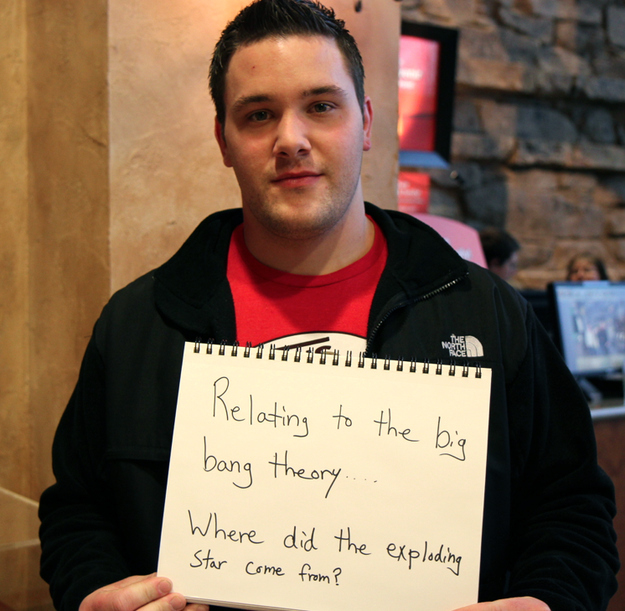 THE
NORTH
FACE
Relating to the big
bang theory....
Where did the exploding
star come from?